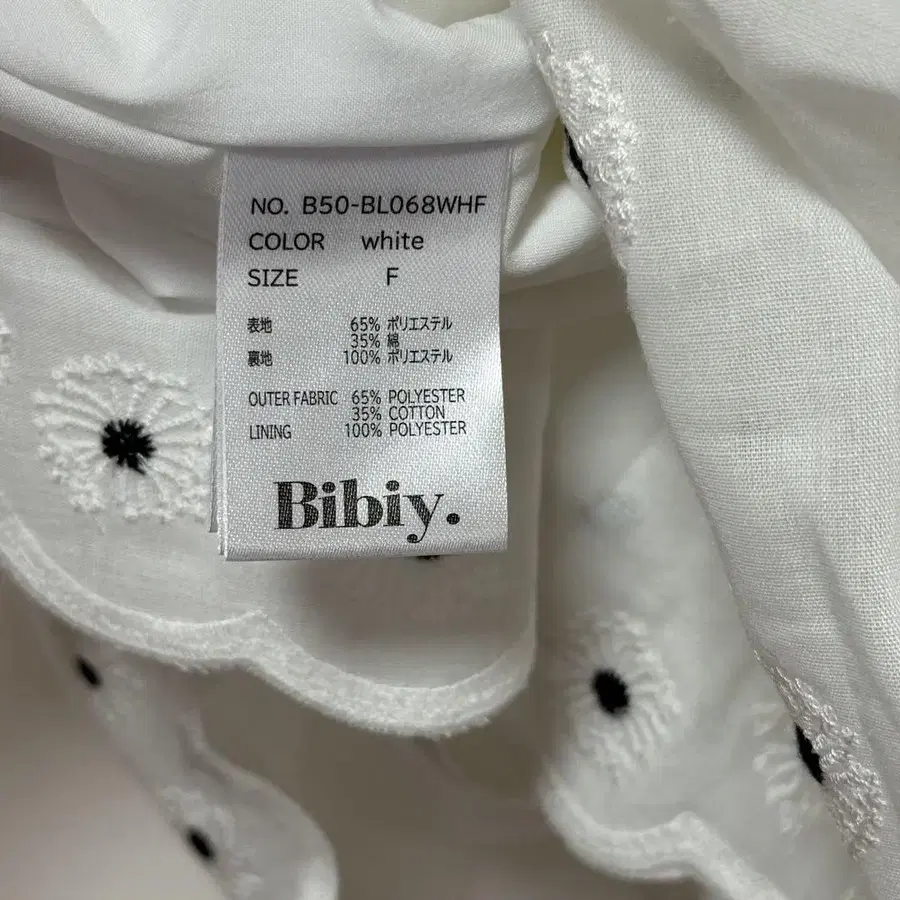 NO. B50-BL068WHF
COLOR white
SIZE F
表地 65% ポリエステル
35% 綿
裏地 100% ポリエステル
OUTER FABRIC 65% POLYESTER
35% COTTON
LINING 100% POLYESTER
Bibiy.